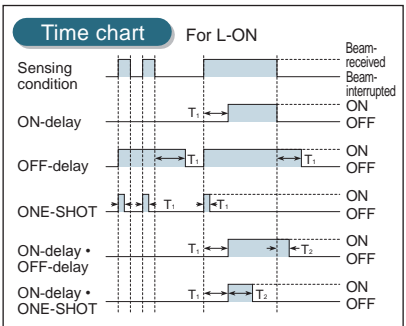 Time chart For L-ON
Sensing condition
Beam-received
Beam-interrupted
ON-delay T₁ ON
OFF
OFF-delay T₁ T₁ ON
OFF
ONE-SHOT T₁ T₁ ON
OFF
ON-delay •
OFF-delay T₁ T₂ ON
OFF
ON-delay •
ONE-SHOT T₁ T₂ ON
OFF